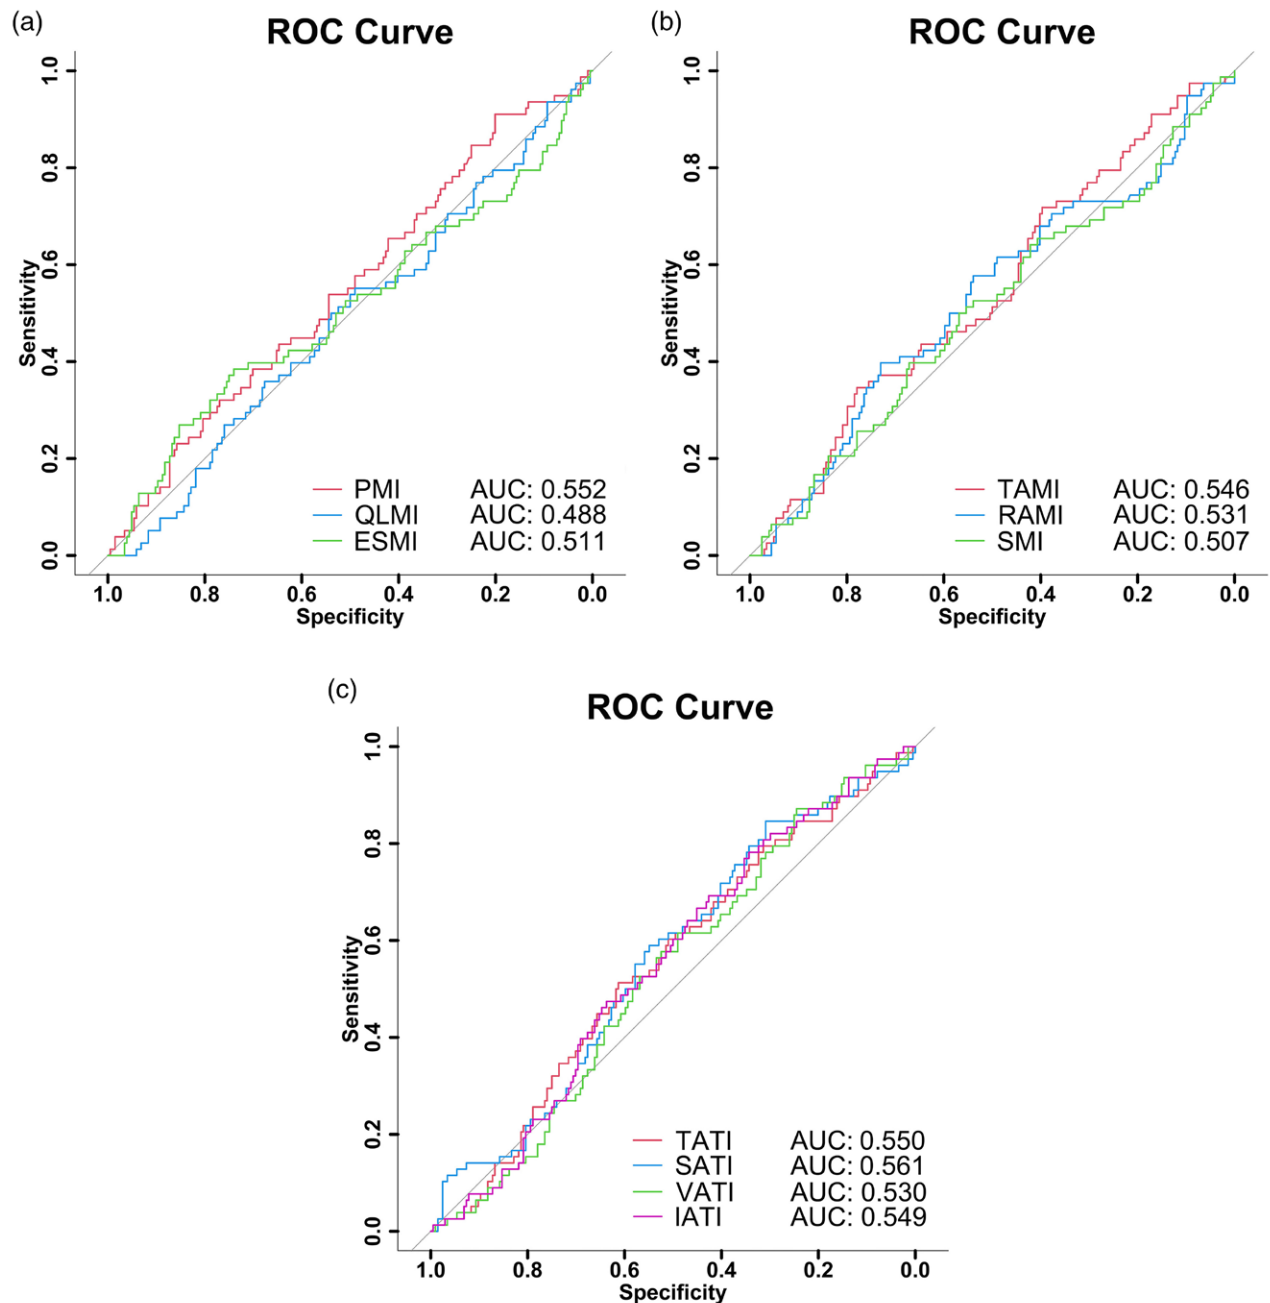 (a)
ROC Curve
Sensitivity
0.0 0.2 0.4 0.6 0.8 1.0
PMI AUC: 0.552
QLMI AUC: 0.488
ESMI AUC: 0.511
1.0 0.8 0.6 0.4 0.2 0.0
Specificity
(b)
ROC Curve
Sensitivity
0.0 0.2 0.4 0.6 0.8 1.0
TAMI AUC: 0.546
RAMI AUC: 0.531
SMI AUC: 0.507
1.0 0.8 0.6 0.4 0.2 0.0
Specificity
(c)
ROC Curve
Sensitivity
0.0 0.2 0.4 0.6 0.8 1.0
TATI AUC: 0.550
SATI AUC: 0.561
VATI AUC: 0.530
IATI AUC: 0.549
1.0 0.8 0.6 0.4 0.2 0.0
Specificity